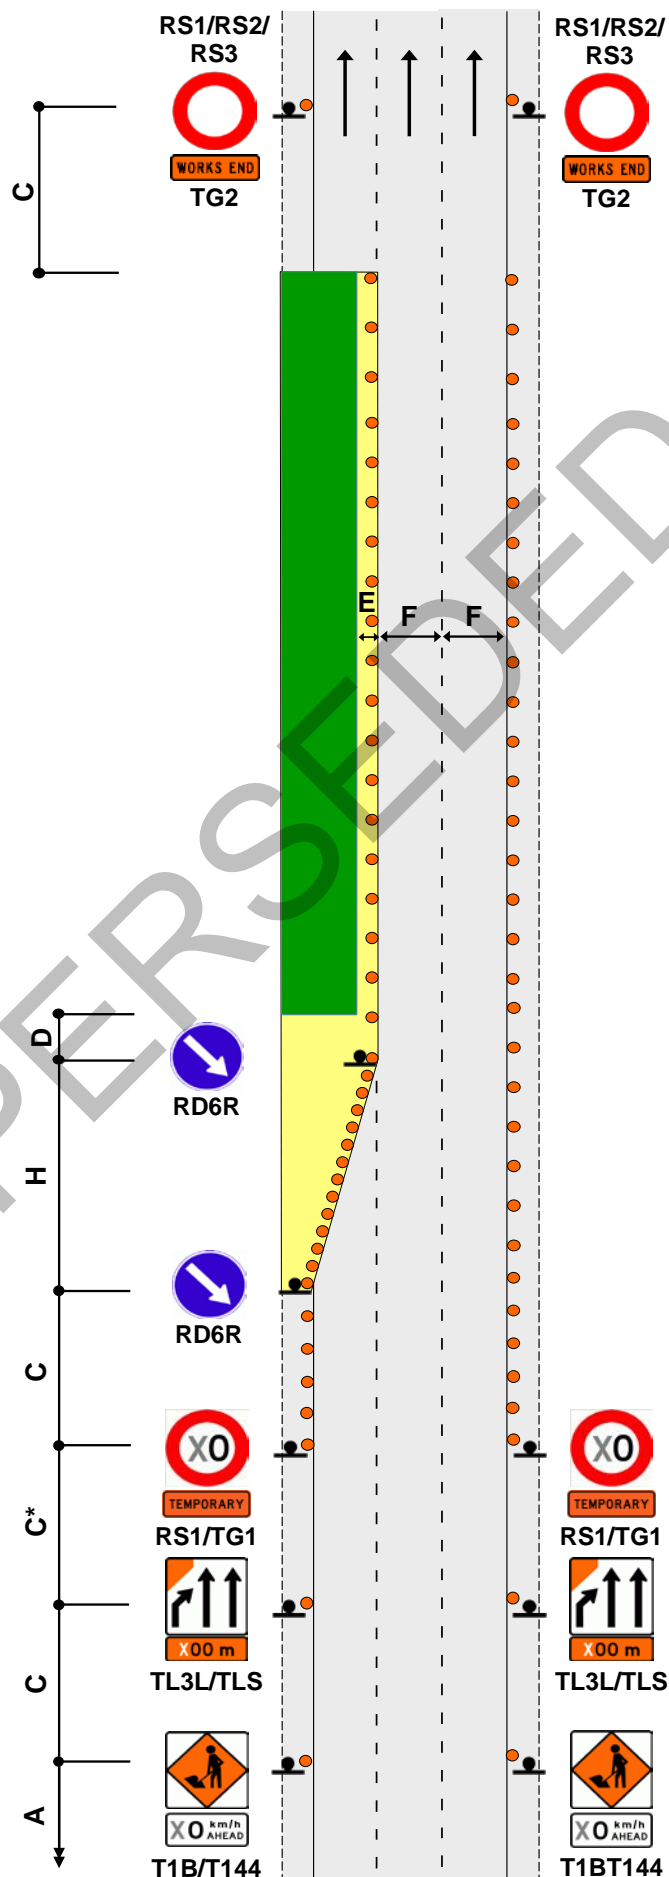 RS1/RS2/
RS3
RS1/RS2/
RS3
WORKS END
WORKS END
TG2
TG2
C
E F F
D
RD6R
H
RD6R
C
X0
X0
TEMPORARY
TEMPORARY
RS1/TG1
RS1/TG1
C*
X00 m
X00 m
TL3L/TLS
TL3L/TLS
C
X0 km/h
AHEAD
X0 km/h
AHEAD
A
T1B/T144
T1BT144
PERSEDED